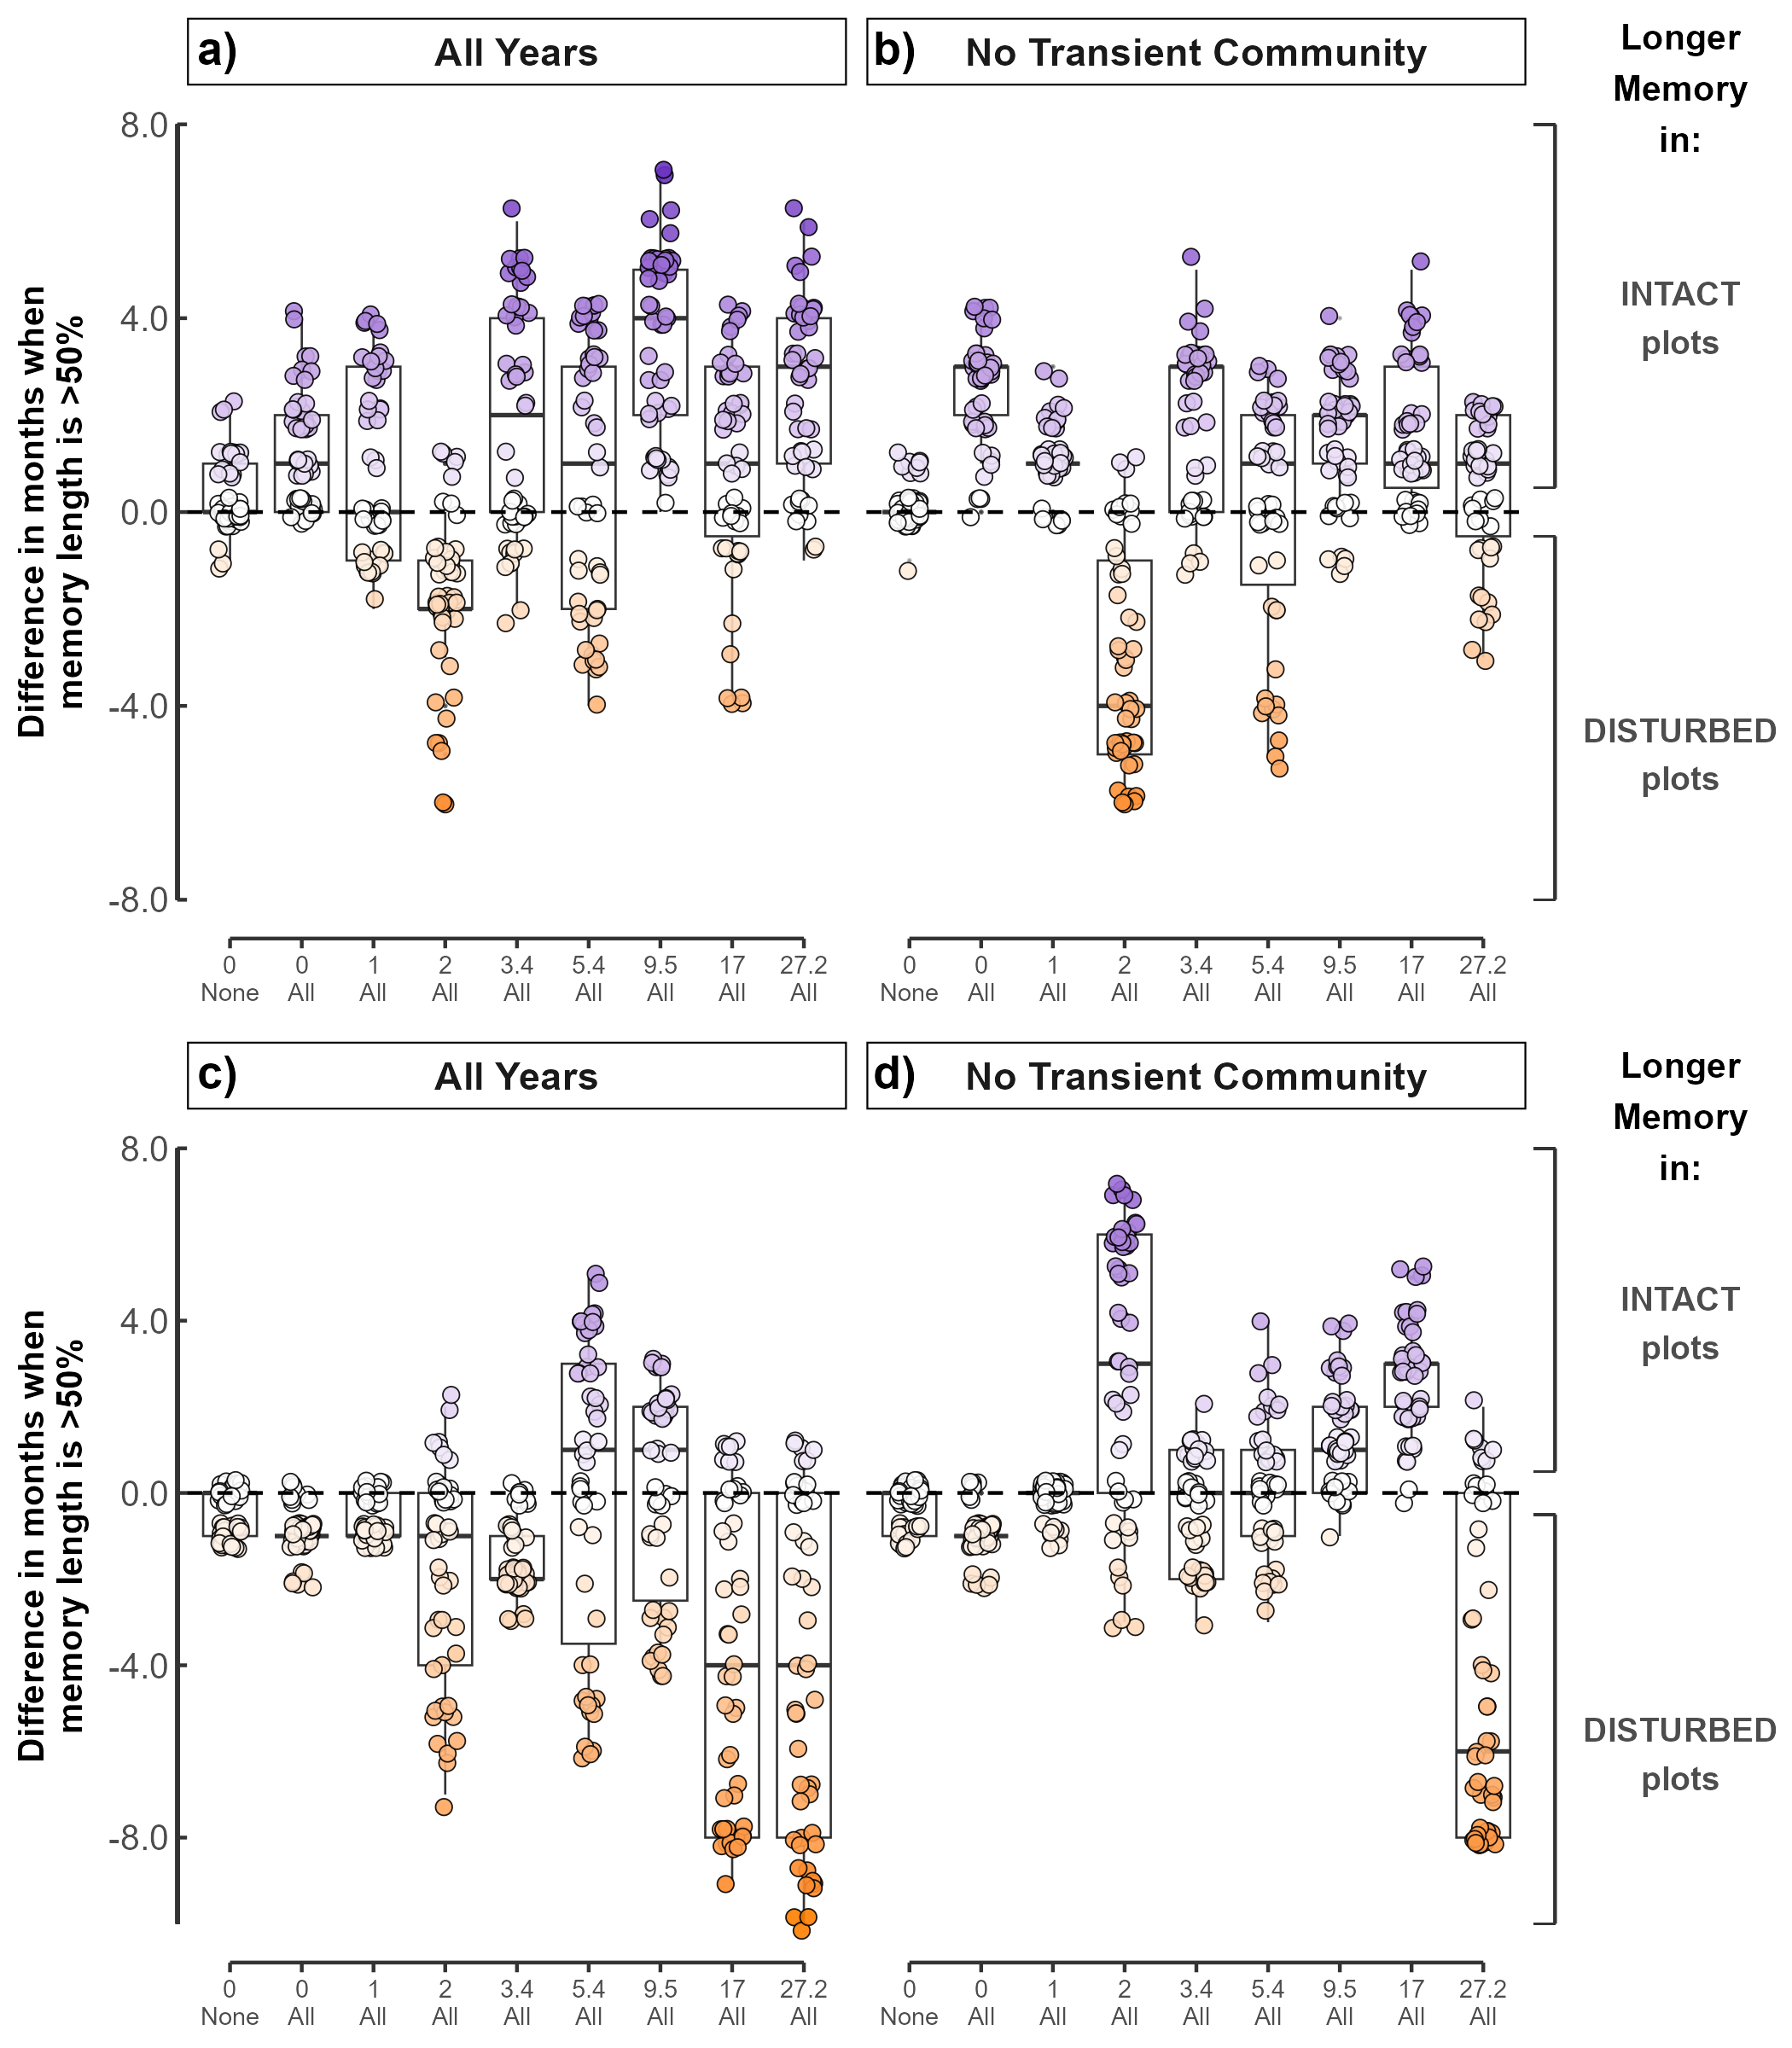 a) All Years
b) No Transient Community
Longer
Memory
in:
Difference in months when
memory length is >50%
8.0
4.0
0.0
-4.0
-8.0
INTACT
plots
DISTURBED
plots
0 0 1 2 3.4 5.4 9.5 17 27.2
None All All All All All All All All
0 0 1 2 3.4 5.4 9.5 17 27.2
None All All All All All All All All
c) All Years
d) No Transient Community
Longer
Memory
in:
Difference in months when
memory length is >50%
8.0
4.0
0.0
-4.0
-8.0
INTACT
plots
DISTURBED
plots
0 0 1 2 3.4 5.4 9.5 17 27.2
None All All All All All All All All
0 0 1 2 3.4 5.4 9.5 17 27.2
None All All All All All All All All